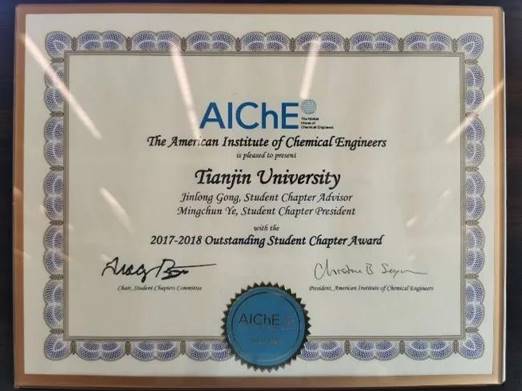 AIChE
The Global Home of Chemical Engineers
The American Institute of Chemical Engineers
is pleased to present
Tianjin University
Jinlong Gong, Student Chapter Advisor
Mingchun Ye, Student Chapter President
with the
2017-2018 Outstanding Student Chapter Award
Chair, Student Chapters Committee
President, American Institute of Chemical Engineers
AIChE